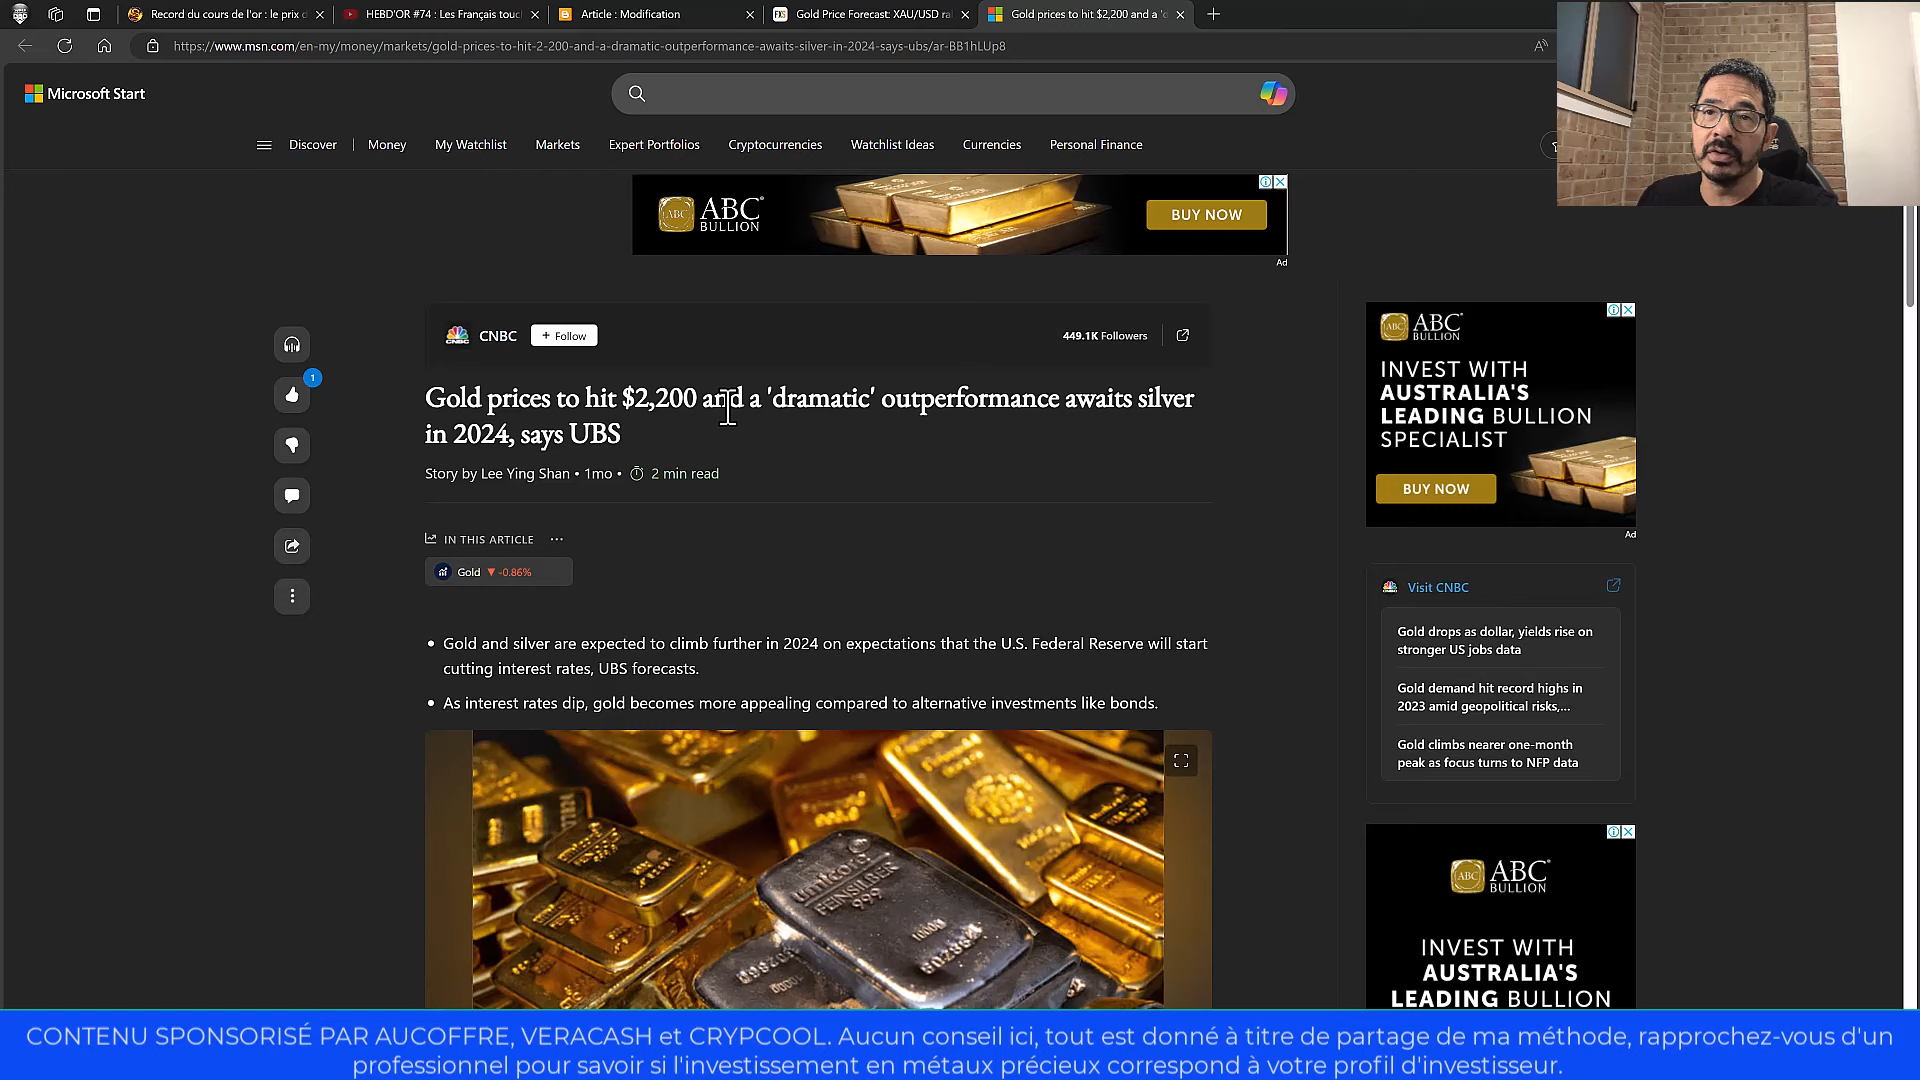 Record du cours de l'or : le prix d
HEBD'OR #74 : Les Français touc
Article : Modification
FXS
Gold Price Forecast: XAU/USD ra
Gold prices to hit $2,200 and a 'd
https://www.msn.com/en-my/money/markets/gold-prices-to-hit-2-200-and-a-dramatic-outperformance-awaits-silver-in-2024-says-ubs/ar-BB1hLUp8
Microsoft Start
Discover
Money
My Watchlist
Markets
Expert Portfolios
Cryptocurrencies
Watchlist Ideas
Currencies
Personal Finance
ABC
ABC
BULLION
BUY NOW
Ad
CNBC
CNBC
+ Follow
449.1K Followers
1
Gold prices to hit $2,200 and a 'dramatic' outperformance awaits silver
in 2024, says UBS
Story by Lee Ying Shan • 1mo • 2 min read
IN THIS ARTICLE ...
Gold ▼ -0.86%
• Gold and silver are expected to climb further in 2024 on expectations that the U.S. Federal Reserve will start
cutting interest rates, UBS forecasts.
• As interest rates dip, gold becomes more appealing compared to alternative investments like bonds.
umicore
FEINSILBER
999
ABC
ABC
BULLION
INVEST WITH
AUSTRALIA'S
LEADING BULLION
SPECIALIST
BUY NOW
Ad
Visit CNBC
Gold drops as dollar, yields rise on
stronger US jobs data
Gold demand hit record highs in
2023 amid geopolitical risks,...
Gold climbs nearer one-month
peak as focus turns to NFP data
ABC
ABC
BULLION
INVEST WITH
AUSTRALIA'S
LEADING BULLION
CONTENU SPONSORISÉ PAR AUCOFFRE, VERACASH et CRYPCOOL. Aucun conseil ici, tout est donné à titre de partage de ma méthode, rapprochez-vous d'un
professionnel pour savoir si l'investissement en métaux précieux correspond à votre profil d'investisseur.